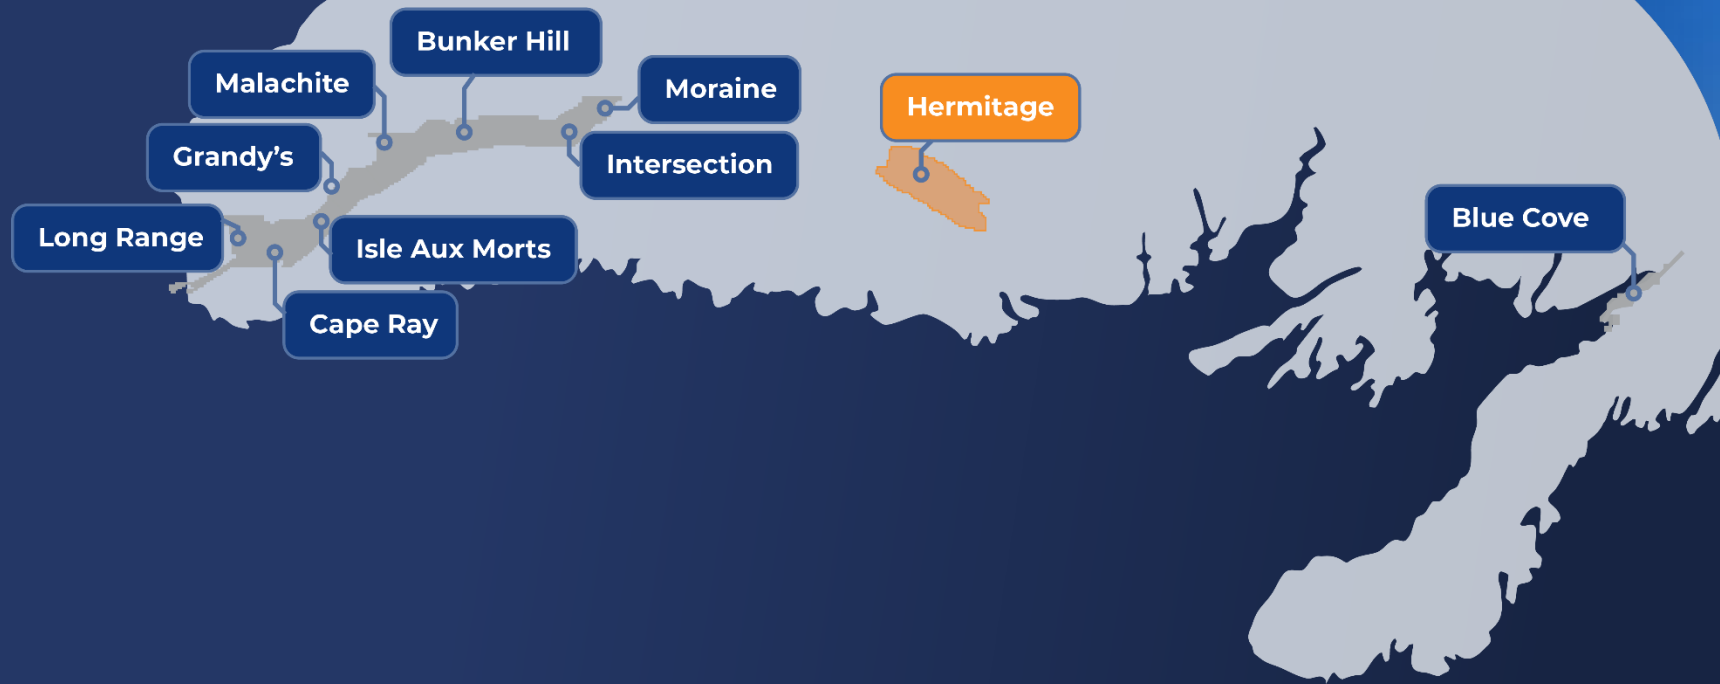 Bunker Hill
Malachite
Moraine
Hermitage
Grandy’s
Intersection
Long Range
Isle Aux Morts
Blue Cove
Cape Ray